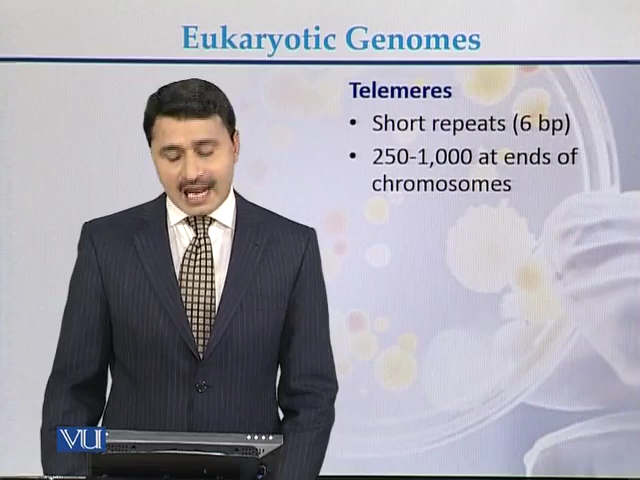 Eukaryotic Genomes
Telemeres
• Short repeats (6 bp)
• 250-1,000 at ends of
chromosomes
VU